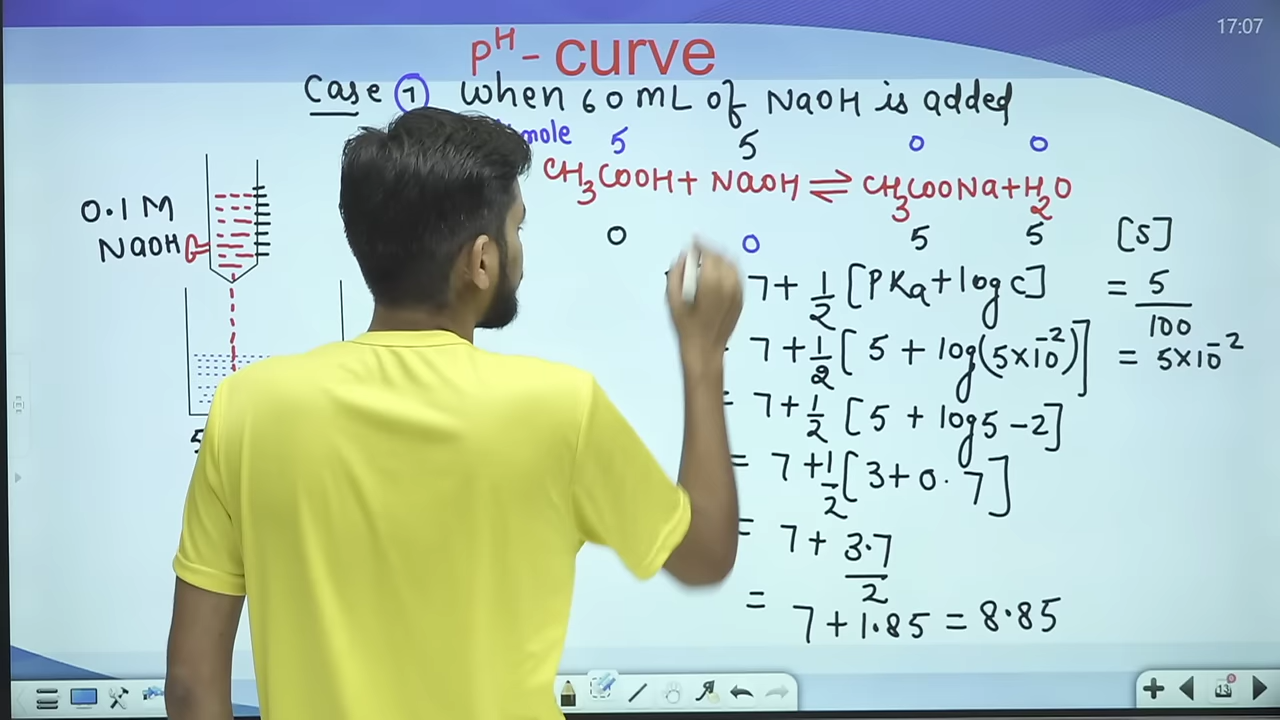 17:07
pH - curve
Case 7 when 60 mL of NaOH is added
mole 5 5 0 0
CH3COOH + NaOH ⇌ CH3COONa + H2O
0 0 5 5 [S]
0.1 M
NaOH
7 + 1/2 [PKa + log c] = 5/100
7 + 1/2 [5 + log(5×10^-2)] = 5×10^-2
= 7 + 1/2 [5 + log5 - 2]
= 7 + 1/2 [3 + 0.7]
= 7 + 3.7/2
= 7 + 1.85 = 8.85
5
13